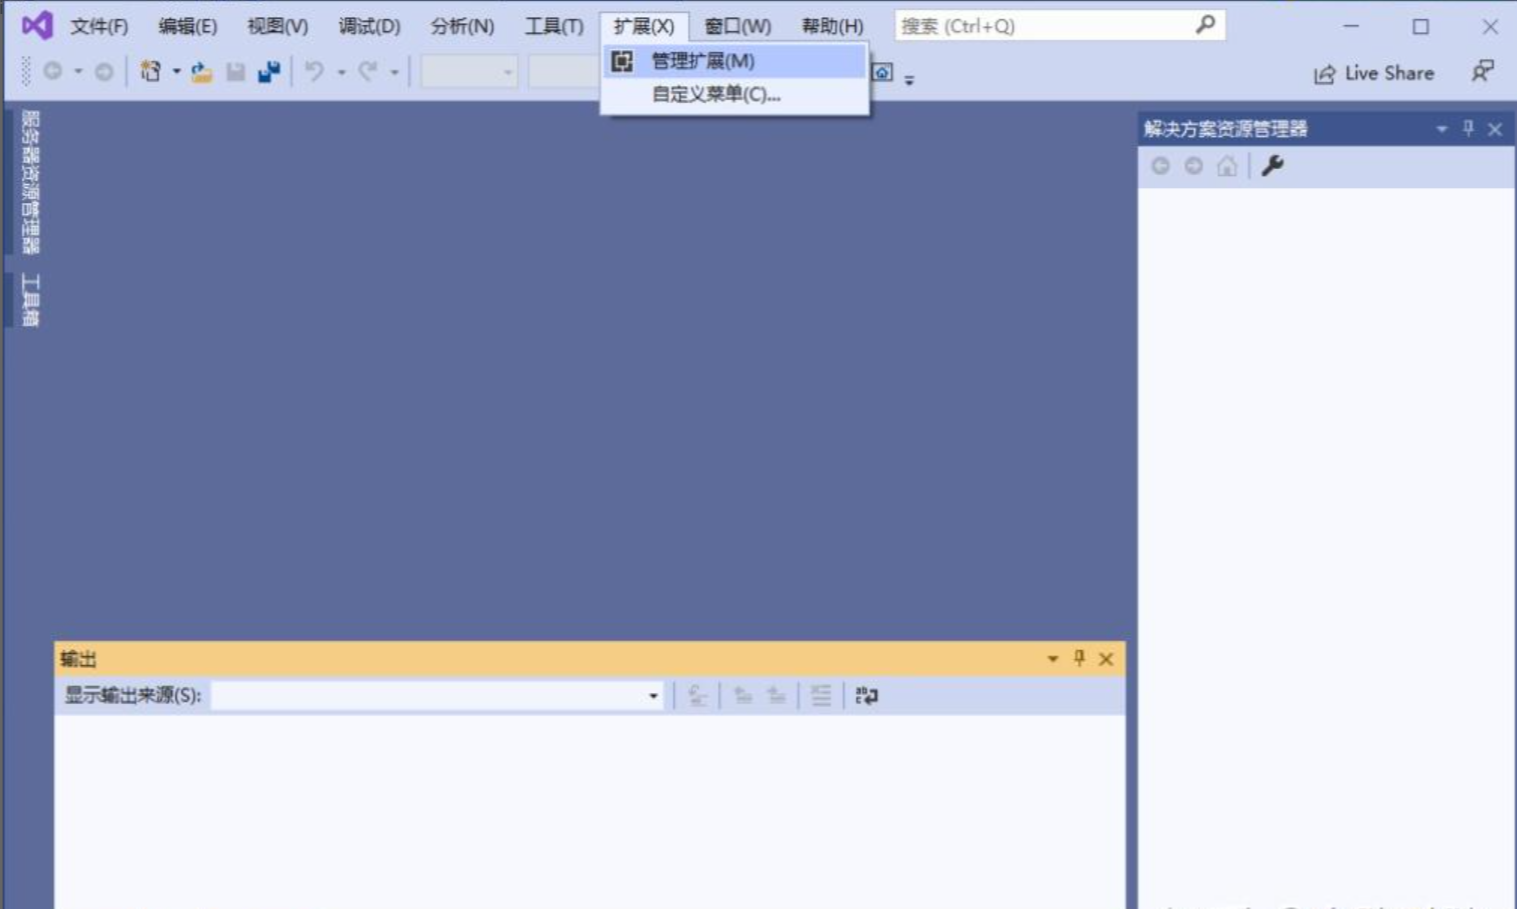 文件(F) 编辑(E) 视图(V) 调试(D) 分析(N) 工具(T) 扩展(X) 窗口(W) 帮助(H) 搜索 (Ctrl+Q)
管理扩展(M)
自定义菜单(C)...
Live Share
服务器资源管理器
工具箱
解决方案资源管理器
输出
显示输出来源(S):